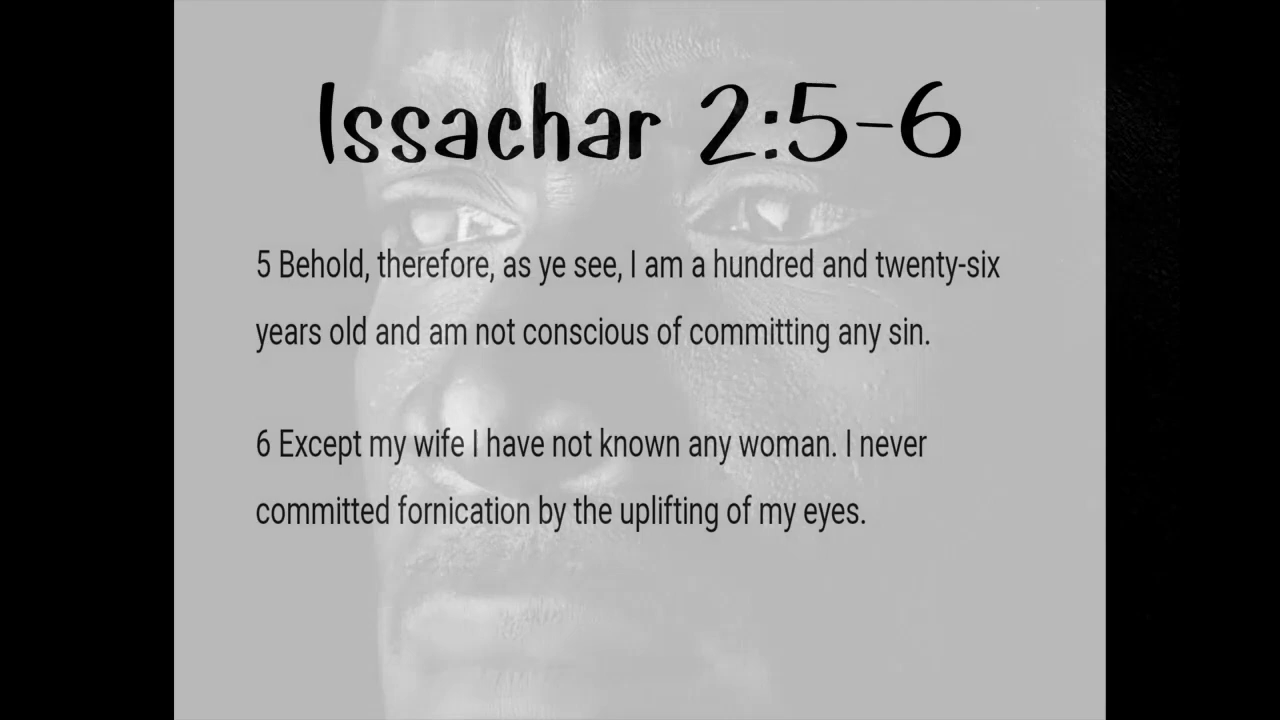 Issachar 2:5-6
5 Behold, therefore, as ye see, I am a hundred and twenty-six
years old and am not conscious of committing any sin.
6 Except my wife I have not known any woman. I never
committed fornication by the uplifting of my eyes.